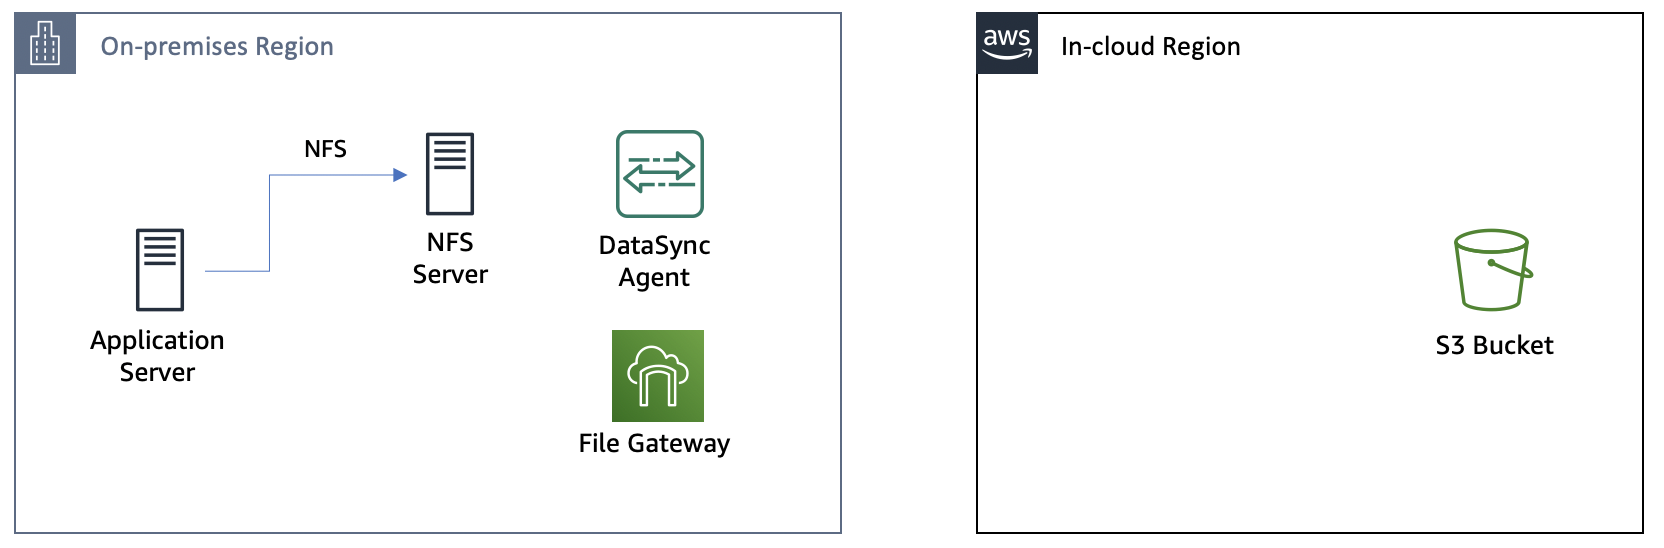 On-premises Region
NFS
NFS
Server
DataSync
Agent
Application
Server
File Gateway
aws
In-cloud Region
S3 Bucket